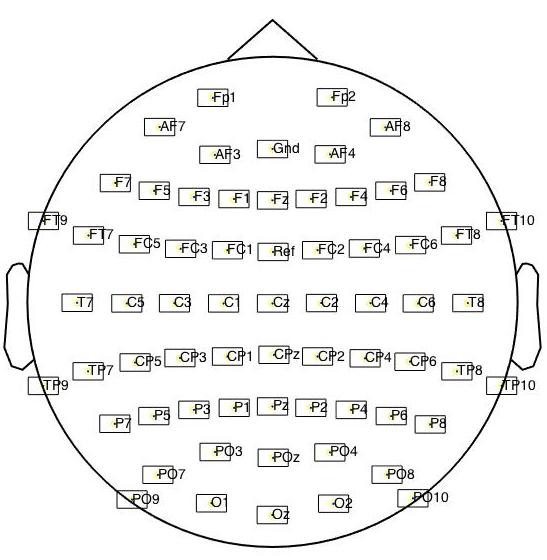 Fp1 Fp2
AF7 AF8
AF3 Gnd AF4
F7 F5 F3 F1 Fz F2 F4 F6 F8
FT9 FT10
FT7 FC5 FC3 FC1 Ref FC2 FC4 FC6 FT8
T7 C5 C3 C1 Cz C2 C4 C6 T8
TP7 CP5 CP3 CP1 CPz CP2 CP4 CP6 TP8
TP9 TP10
P7 P5 P3 P1 Pz P2 P4 P6 P8
PO3 POz PO4
PO7 PO8
PO9 O1 Oz O2 PO10